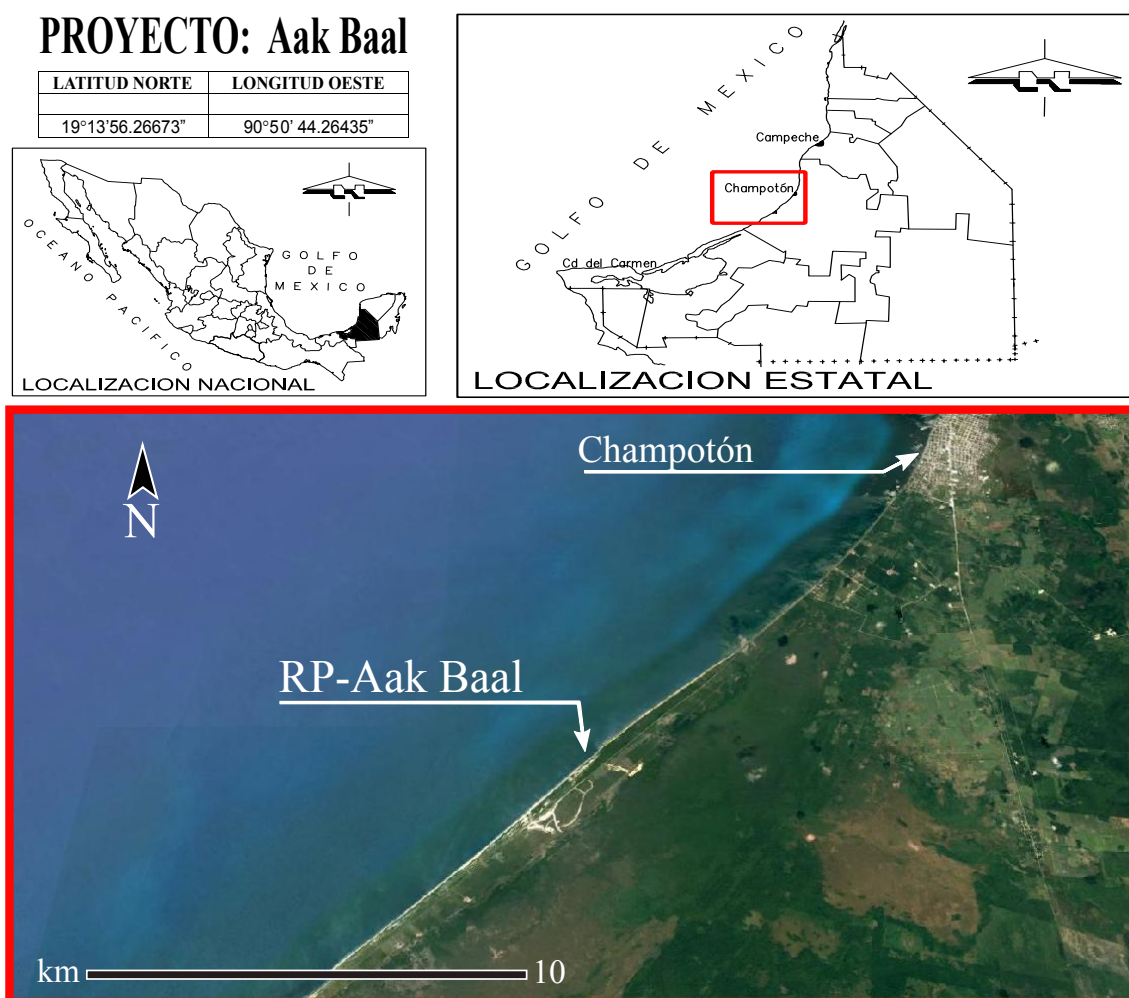 PROYECTO: Aak Baal
LATITUD NORTE LONGITUD OESTE
19°13'56.26673" 90°50' 44.26435"
OCEANO PACIFICO
GOLFO
DE
MEXICO
LOCALIZACION NACIONAL
GOLFO DE MEXICO
Campeche
Champotón
Cd del Carmen
LOCALIZACION ESTATAL
Champotón
N
RP-Aak Baal
km 10